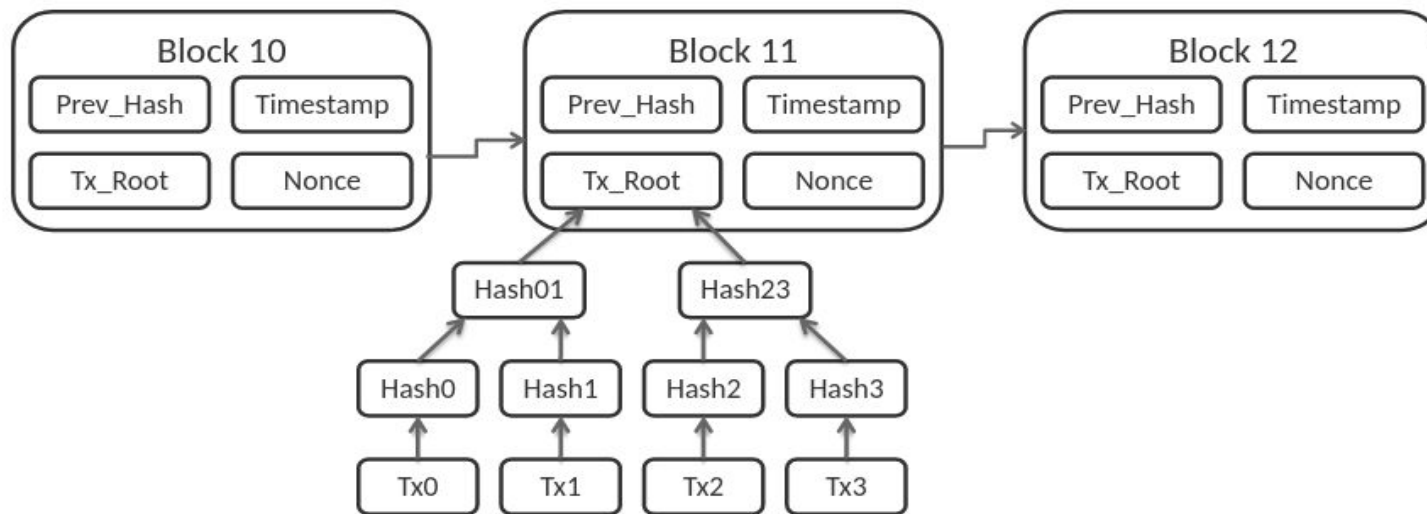 Block 10
Prev_Hash Timestamp
Tx_Root Nonce
Block 11
Prev_Hash Timestamp
Tx_Root Nonce
Block 12
Prev_Hash Timestamp
Tx_Root Nonce
Hash01 Hash23
Hash0 Hash1 Hash2 Hash3
Tx0 Tx1 Tx2 Tx3